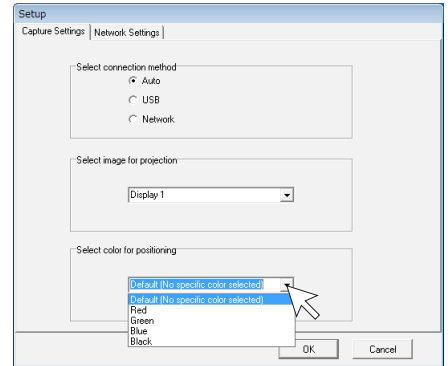 Setup
Capture Settings Network Settings
Select connection method
Auto
USB
Network
Select image for projection
Display 1
Select color for positioning
Default (No specific color selected)
Default (No specific color selected)
Red
Green
Blue
Black
OK Cancel